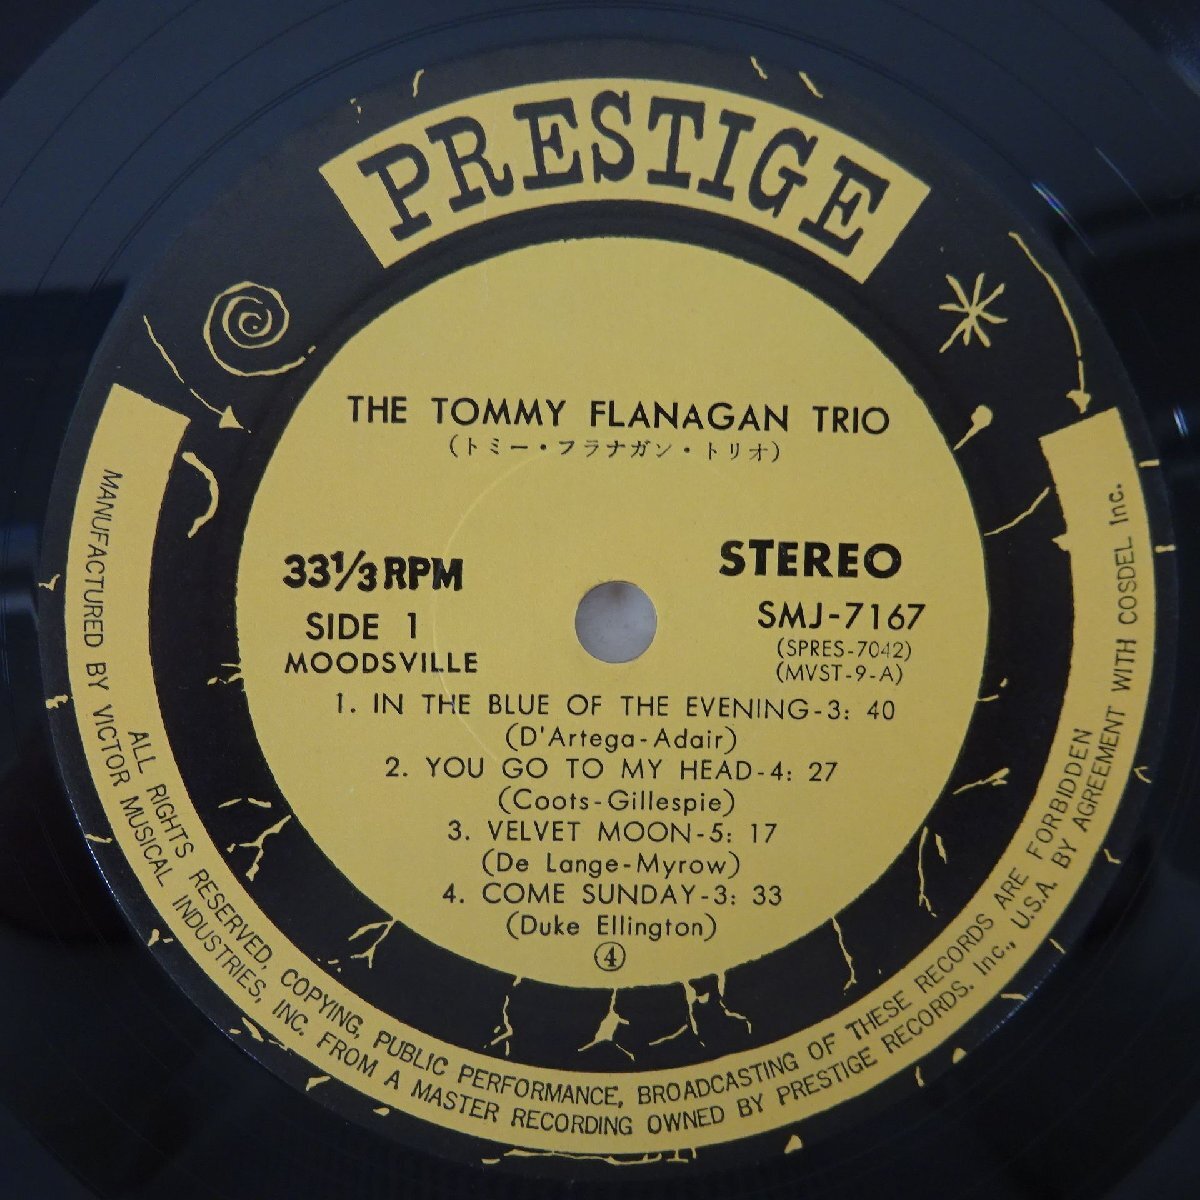 PRESTIGE
THE TOMMY FLANAGAN TRIO
(トミー・フラナガン・トリオ)
33⅓ RPM
SIDE 1
MOODSVILLE
STEREO
SMJ-7167
(SPRES-7042)
(MVST-9-A)
1. IN THE BLUE OF THE EVENING-3: 40
(D'Artega-Adair)
2. YOU GO TO MY HEAD-4: 27
(Coots-Gillespie)
3. VELVET MOON-5: 17
(De Lange-Myrow)
4. COME SUNDAY-3: 33
(Duke Ellington)
④
ALL RIGHTS RESERVED, COPYING, PUBLIC PERFORMANCE, BROADCASTING OF THESE RECORDS ARE FORBIDDEN
MANUFACTURED BY VICTOR MUSICAL INDUSTRIES, INC. FROM A MASTER RECORDING OWNED BY PRESTIGE RECORDS. Inc., U.S.A. BY AGREEMENT WITH COSDEL Inc.